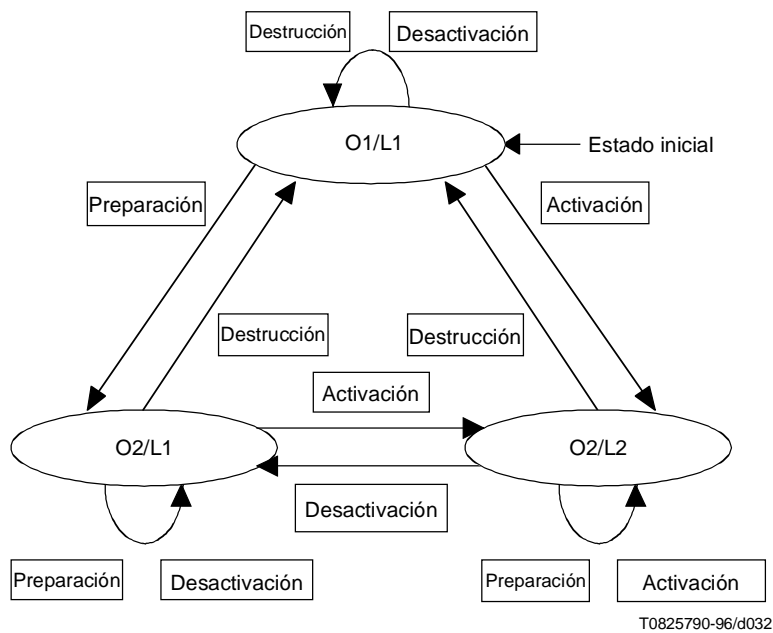 Destrucción
Desactivación
O1/L1
Estado inicial
Preparación
Activación
Destrucción
Destrucción
Activación
O2/L1
O2/L2
Desactivación
Preparación
Desactivación
Preparación
Activación
T0825790-96/d032